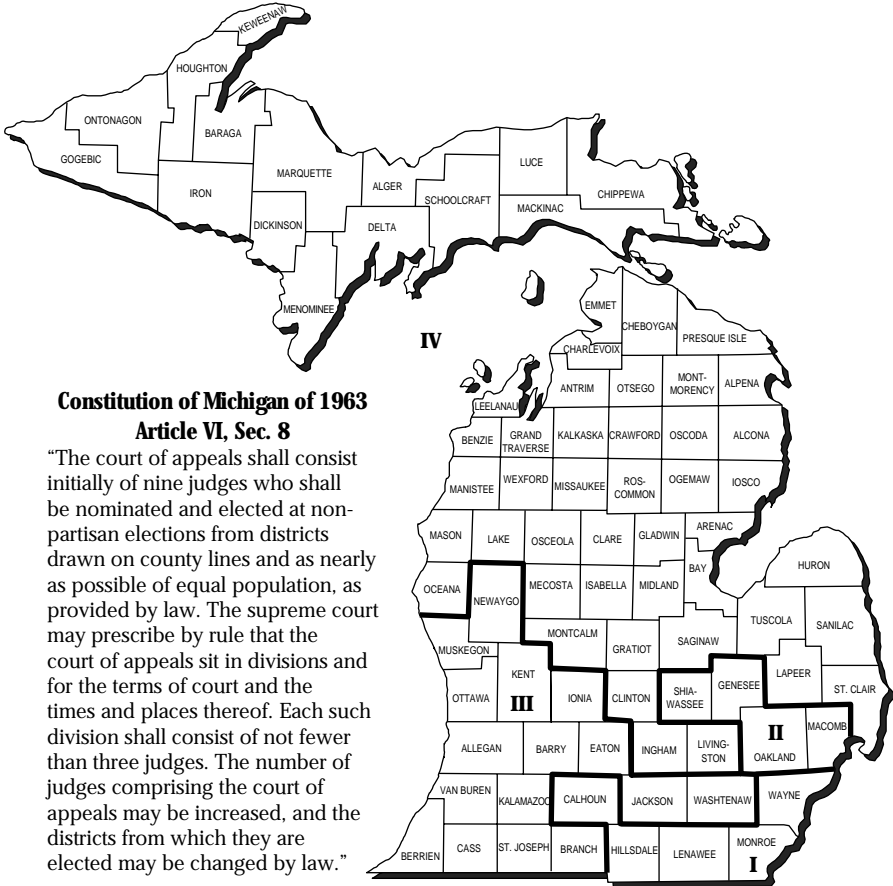 KEWEENAW
HOUGHTON
ONTONAGON
BARAGA
GOGEBIC
LUCE
MARQUETTE
ALGER
IRON
SCHOOLCRAFT
CHIPPEWA
MACKINAC
DICKINSON
DELTA
MENOMINEE
EMMET
CHEBOYGAN
PRESQUE ISLE
IV
CHARLEVOIX
Constitution of Michigan of 1963
Article VI, Sec. 8
“The court of appeals shall consist
initially of nine judges who shall
be nominated and elected at non-
partisan elections from districts
drawn on county lines and as nearly
as possible of equal population, as
provided by law. The supreme court
may prescribe by rule that the
court of appeals sit in divisions and
for the terms of court and the
times and places thereof. Each such
division shall consist of not fewer
than three judges. The number of
judges comprising the court of
appeals may be increased, and the
districts from which they are
elected may be changed by law.”
ANTRIM
OTSEGO
MONT-
MORENCY
ALPENA
LEELANAU
BENZIE
GRAND
TRAVERSE
KALKASKA
CRAWFORD
OSCODA
ALCONA
MANISTEE
WEXFORD
MISSAUKEE
ROS-
COMMON
OGEMAW
IOSCO
MASON
LAKE
OSCEOLA
CLARE
GLADWIN
ARENAC
BAY
HURON
OCEANA
NEWAYGO
MECOSTA
ISABELLA
MIDLAND
TUSCOLA
SANILAC
MUSKEGON
MONTCALM
GRATIOT
SAGINAW
KENT
III
LAPEER
ST. CLAIR
OTTAWA
IONIA
CLINTON
SHIA-
WASSEE
GENESEE
II
MACOMB
ALLEGAN
BARRY
EATON
INGHAM
LIVING-
STON
OAKLAND
VAN BUREN
KALAMAZOO
CALHOUN
JACKSON
WASHTENAW
WAYNE
BERRIEN
CASS
ST. JOSEPH
BRANCH
HILLSDALE
LENAWEE
MONROE
I